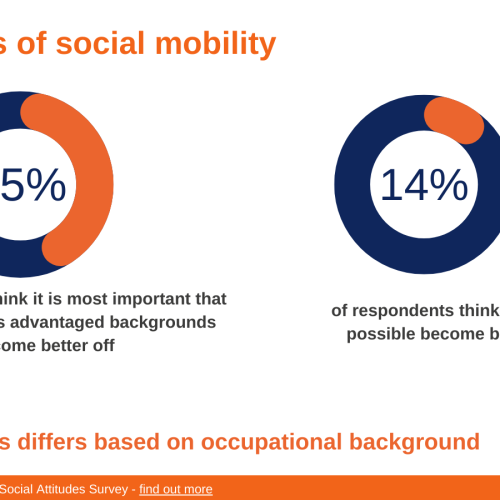 s of social mobility
5%
14%
ink it is most important that
s advantaged backgrounds
ome better off
of respondents think
possible become b
s differs based on occupational background
Social Attitudes Survey - find out more